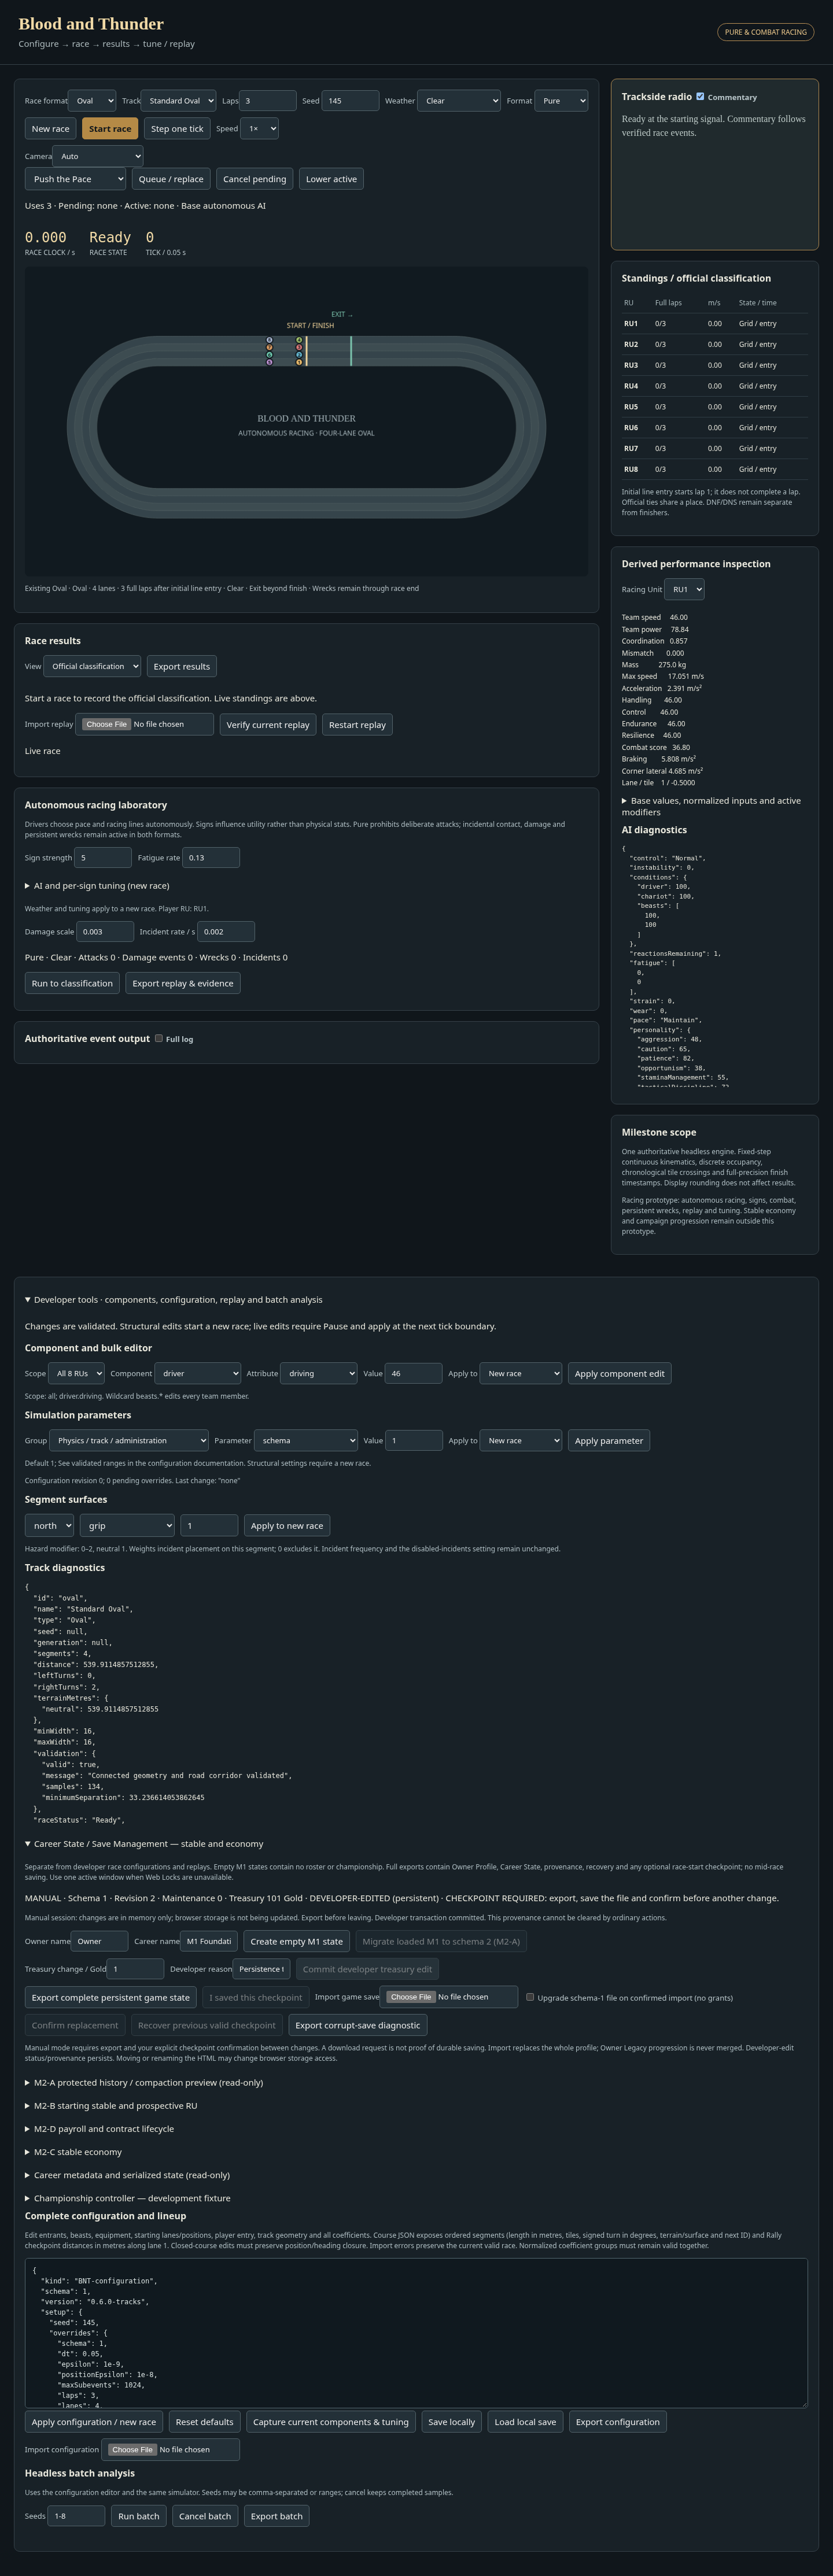 Blood and Thunder
Configure → race → results → tune / replay
PURE & COMBAT RACING
Race format Oval Track Standard Oval Laps 3 Seed 145 Weather Clear Format Pure
New race Start race Step one tick Speed 1×
Camera Auto
Push the Pace Queue / replace Cancel pending Lower active
Uses 3 · Pending: none · Active: none · Base autonomous AI
0.000 Ready 0
RACE CLOCK / s RACE STATE TICK / 0.05 s
EXIT →
START / FINISH
BLOOD AND THUNDER
AUTONOMOUS RACING · FOUR-LANE OVAL
Existing Oval · Oval · 4 lanes · 3 full laps after initial line entry · Clear · Exit beyond finish · Wrecks remain through race end
Race results
View Official classification Export results
Start a race to record the official classification. Live standings are above.
Import replay Choose File No file chosen Verify current replay Restart replay
Live race
Autonomous racing laboratory
Drivers choose pace and racing lines autonomously. Signs influence utility rather than physical stats. Pure prohibits deliberate attacks; incidental contact, damage and
persistent wrecks remain active in both formats.
Sign strength 5 Fatigue rate 0.13
▶ AI and per-sign tuning (new race)
Weather and tuning apply to a new race. Player RU: RU1.
Damage scale 0.003 Incident rate / s 0.002
Pure · Clear · Attacks 0 · Damage events 0 · Wrecks 0 · Incidents 0
Run to classification Export replay & evidence
Authoritative event output Full log
Trackside radio Commentary
Ready at the starting signal. Commentary follows
verified race events.
Standings / official classification
RU Full laps m/s State / time
RU1 0/3 0.00 Grid / entry
RU2 0/3 0.00 Grid / entry
RU3 0/3 0.00 Grid / entry
RU4 0/3 0.00 Grid / entry
RU5 0/3 0.00 Grid / entry
RU6 0/3 0.00 Grid / entry
RU7 0/3 0.00 Grid / entry
RU8 0/3 0.00 Grid / entry
Initial line entry starts lap 1; it does not complete a lap.
Official ties share a place. DNF/DNS remain separate
from finishers.
Derived performance inspection
Racing Unit RU1
Team speed 46.00
Team power 78.84
Coordination 0.857
Mismatch 0.000
Mass 275.0 kg
Max speed 17.051 m/s
Acceleration 2.391 m/s²
Handling 46.00
Control 46.00
Endurance 46.00
Resilience 46.00
Combat score 36.80
Braking 5.808 m/s²
Corner lateral 4.685 m/s²
Lane / tile 1 / -0.5000
▶ Base values, normalized inputs and active
modifiers
AI diagnostics
{
"control": "Normal",
"instability": 0,
"conditions": {
"driver": 100,
"chariot": 100,
"beasts": [
100,
100
]
},
"reactionsRemaining": 1,
"fatigue": [
0,
0
],
"strain": 0,
"wear": 0,
"pace": "Maintain",
"personality": {
"aggression": 48,
"caution": 65,
"patience": 82,
"opportunism": 38,
"staminaManagement": 55,
Milestone scope
One authoritative headless engine. Fixed-step
continuous kinematics, discrete occupancy,
chronological tile crossings and full-precision finish
timestamps. Display rounding does not affect results.
Racing prototype: autonomous racing, signs, combat,
persistent wrecks, replay and tuning. Stable economy
and campaign progression remain outside this
prototype.
▼ Developer tools · components, configuration, replay and batch analysis
Changes are validated. Structural edits start a new race; live edits require Pause and apply at the next tick boundary.
Component and bulk editor
Scope All 8 RUs Component driver Attribute driving Value 46 Apply to New race Apply component edit
Scope: all; driver.driving. Wildcard beasts.* edits every team member.
Simulation parameters
Group Physics / track / administration Parameter schema Value 1 Apply to New race Apply parameter
Default 1; See validated ranges in the configuration documentation. Structural settings require a new race.
Configuration revision 0; 0 pending overrides. Last change: "none"
Segment surfaces
north grip 1 Apply to new race
Hazard modifier: 0–2, neutral 1. Weights incident placement on this segment; 0 excludes it. Incident frequency and the disabled-incidents setting remain unchanged.
Track diagnostics
{
"id": "oval",
"name": "Standard Oval",
"type": "Oval",
"seed": null,
"generation": null,
"segments": 4,
"distance": 539.9114857512855,
"leftTurns": 0,
"rightTurns": 2,
"terrainMetres": {
"neutral": 539.9114857512855
},
"minWidth": 16,
"maxWidth": 16,
"validation": {
"valid": true,
"message": "Connected geometry and road corridor validated",
"samples": 134,
"minimumSeparation": 33.236614053862645
},
"raceStatus": "Ready",
▼ Career State / Save Management — stable and economy
Separate from developer race configurations and replays. Empty M1 states contain no roster or championship. Full exports contain Owner Profile, Career State, provenance, recovery and any optional race-start checkpoint; no mid-race
saving. Use one active window when Web Locks are unavailable.
MANUAL · Schema 1 · Revision 2 · Maintenance 0 · Treasury 101 Gold · DEVELOPER-EDITED (persistent) · CHECKPOINT REQUIRED: export, save the file and confirm before another change.
Manual session: changes are in memory only; browser storage is not being updated. Export before leaving. Developer transaction committed. This provenance cannot be cleared by ordinary actions.
Owner name Owner Career name M1 Foundati Create empty M1 state Migrate loaded M1 to schema 2 (M2-A)
Treasury change / Gold 1 Developer reason Persistence t Commit developer treasury edit
Export complete persistent game state I saved this checkpoint Import game save Choose File No file chosen Upgrade schema-1 file on confirmed import (no grants)
Confirm replacement Recover previous valid checkpoint Export corrupt-save diagnostic
Manual mode requires export and your explicit checkpoint confirmation between changes. A download request is not proof of durable saving. Import replaces the whole profile; Owner Legacy progression is never merged. Developer-edit
status/provenance persists. Moving or renaming the HTML may change browser storage access.
▶ M2-A protected history / compaction preview (read-only)
▶ M2-B starting stable and prospective RU
▶ M2-D payroll and contract lifecycle
▶ M2-C stable economy
▶ Career metadata and serialized state (read-only)
▶ Championship controller — development fixture
Complete configuration and lineup
Edit entrants, beasts, equipment, starting lanes/positions, player entry, track geometry and all coefficients. Course JSON exposes ordered segments (length in metres, tiles, signed turn in degrees, terrain/surface and next ID) and Rally
checkpoint distances in metres along lane 1. Closed-course edits must preserve position/heading closure. Import errors preserve the current valid race. Normalized coefficient groups must remain valid together.
{
"kind": "BNT-configuration",
"schema": 1,
"version": "0.6.0-tracks",
"setup": {
"seed": 145,
"overrides": {
"schema": 1,
"dt": 0.05,
"epsilon": 1e-9,
"positionEpsilon": 1e-8,
"maxSubevents": 1024,
"laps": 3,
"lanes": 4,
Apply configuration / new race Reset defaults Capture current components & tuning Save locally Load local save Export configuration
Import configuration Choose File No file chosen
Headless batch analysis
Uses the configuration editor and the same simulator. Seeds may be comma-separated or ranges; cancel keeps completed samples.
Seeds 1-8 Run batch Cancel batch Export batch